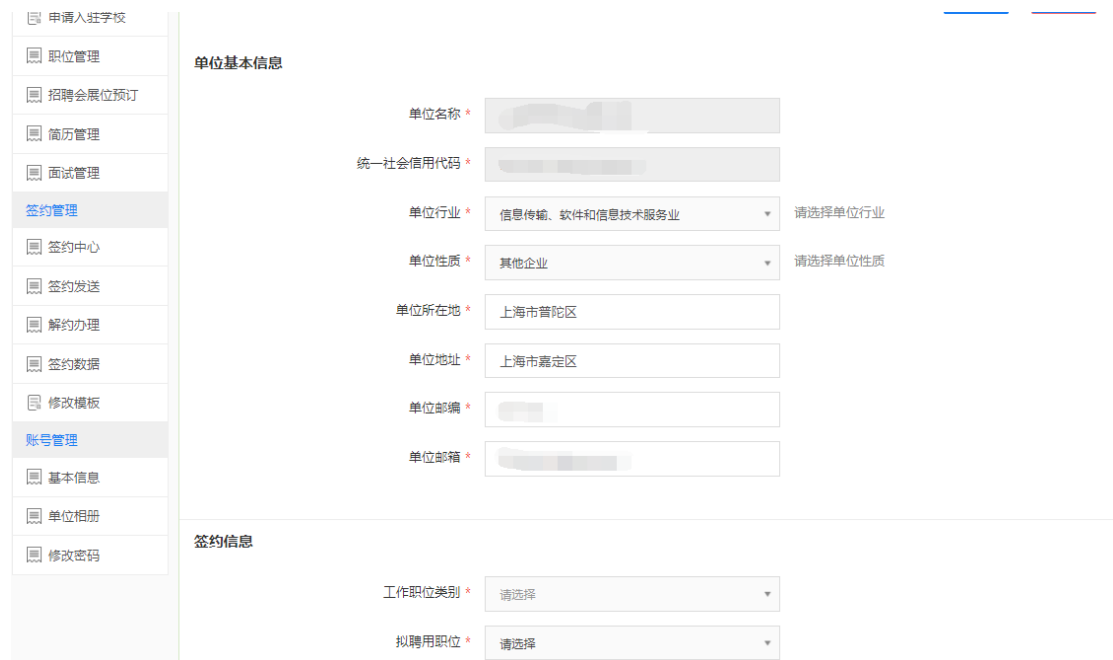 申请入驻学校
职位管理
招聘会展位预订
简历管理
面试管理
签约管理
签约中心
签约发送
解约办理
签约数据
修改模板
账号管理
基本信息
单位相册
修改密码
单位基本信息
单位名称 *
统一社会信用代码 *
单位行业 * 信息传输、软件和信息技术服务业 请选择单位行业
单位性质 * 其他企业 请选择单位性质
单位所在地 * 上海市普陀区
单位地址 * 上海市嘉定区
单位邮编 *
单位邮箱 *
签约信息
工作职位类别 * 请选择
拟聘用职位 * 请选择